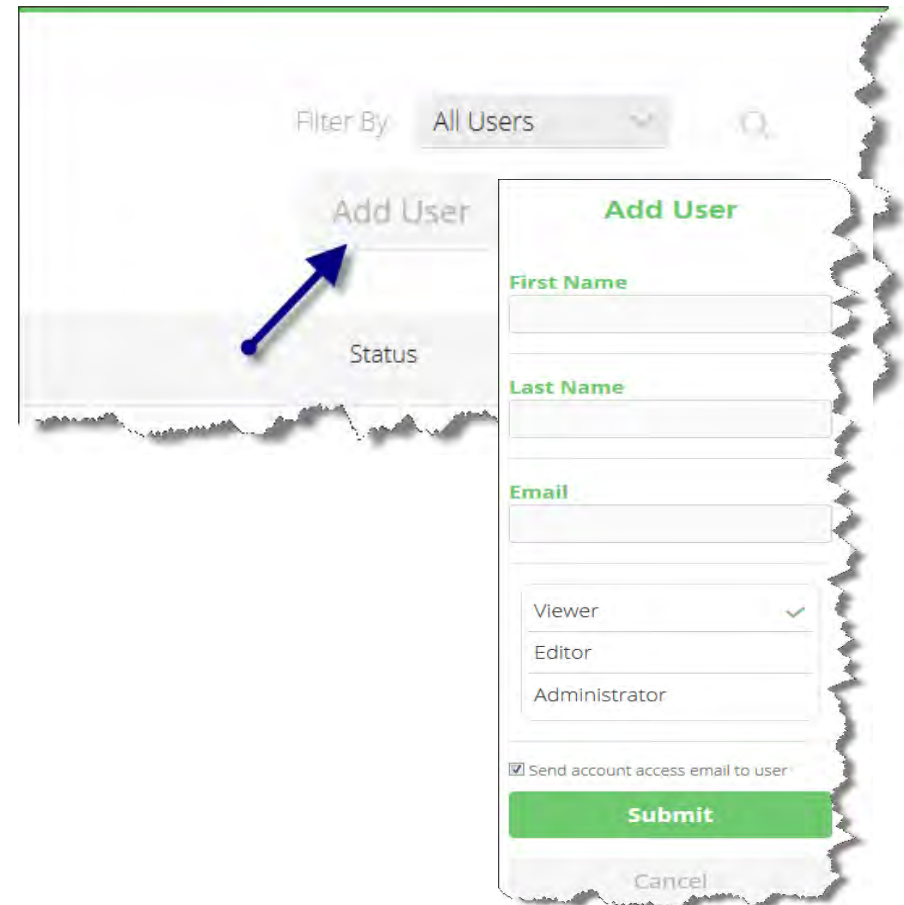 Filter By All Users
Add User
Status
Add User
First Name
Last Name
Email
Viewer
Editor
Administrator
Send account access email to user
Submit
Cancel